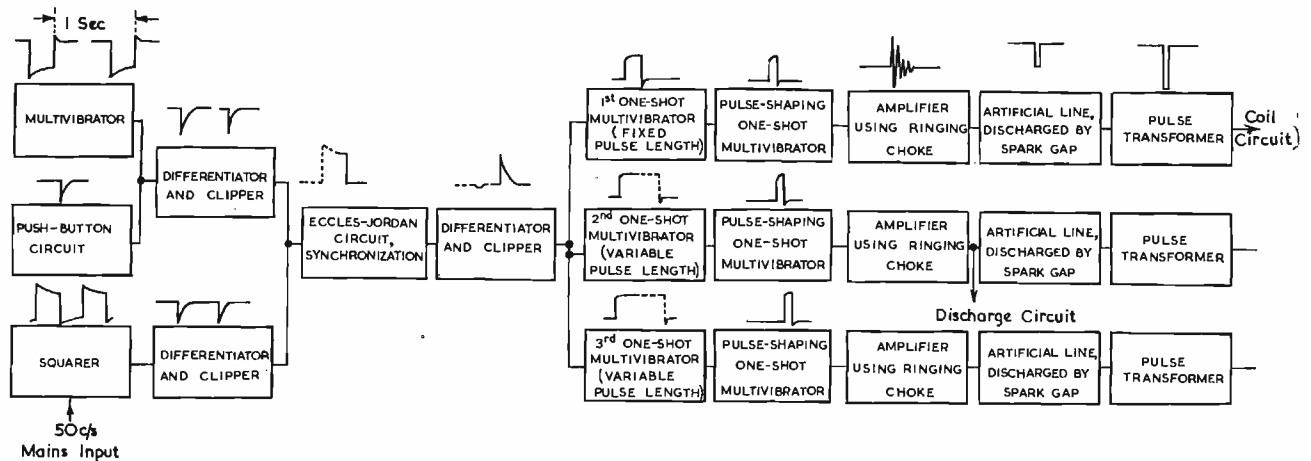 1 Sec
MULTIVIBRATOR
PUSH-BUTTON
CIRCUIT
SQUARER
50c/s
Mains Input
DIFFERENTIATOR
AND CLIPPER
DIFFERENTIATOR
AND CLIPPER
ECCLES-JORDAN
CIRCUIT,
SYNCHRONIZATION
DIFFERENTIATOR
AND CLIPPER
1st ONE-SHOT
MULTIVIBRATOR
(FIXED
PULSE LENGTH)
PULSE-SHAPING
ONE-SHOT
MULTIVIBRATOR
AMPLIFIER
USING RINGING
CHOKE
ARTIFICIAL LINE,
DISCHARGED BY
SPARK GAP
PULSE
TRANSFORMER
Coil
Circuit)
2nd ONE-SHOT
MULTIVIBRATOR
(VARIABLE
PULSE LENGTH)
PULSE-SHAPING
ONE-SHOT
MULTIVIBRATOR
AMPLIFIER
USING RINGING
CHOKE
ARTIFICIAL LINE,
DISCHARGED BY
SPARK GAP
PULSE
TRANSFORMER
Discharge Circuit
3rd ONE-SHOT
MULTIVIBRATOR
(VARIABLE
PULSE LENGTH)
PULSE-SHAPING
ONE-SHOT
MULTIVIBRATOR
AMPLIFIER
USING RINGING
CHOKE
ARTIFICIAL LINE,
DISCHARGED BY
SPARK GAP
PULSE
TRANSFORMER